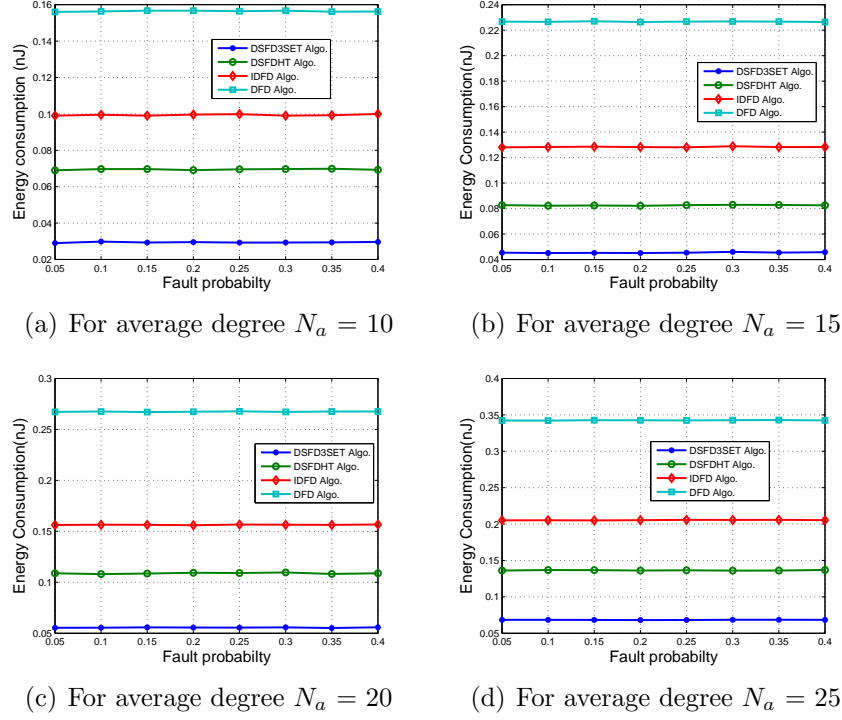 0.16
0.14
0.12
0.1
0.08
0.06
0.04
0.02
Energy consumption (nJ)
DSFD3SET Algo.
DSFDHT Algo.
IDFD Algo.
DFD Algo.
0.05 0.1 0.15 0.2 0.25 0.3 0.35 0.4
Fault probabilty
(a) For average degree Na = 10
0.24
0.22
0.2
0.18
0.16
0.14
0.12
0.1
0.08
0.06
0.04
Energy Consumption(nJ)
DSFD3SET Algo.
DSFDHT Algo.
IDFD Algo.
DFD Algo.
0.05 0.1 0.15 0.2 0.25 0.3 0.35 0.4
Fault probabilty
(b) For average degree Na = 15
0.3
0.25
0.2
0.15
0.1
0.05
Energy Consumption(nJ)
DSFD3SET Algo.
DSFDHT Algo.
IDFD Algo.
DFD Algo.
0.05 0.1 0.15 0.2 0.25 0.3 0.35 0.4
Fault probabilty
(c) For average degree Na = 20
0.4
0.35
0.3
0.25
0.2
0.15
0.1
0.05
Energy Consumption(nJ)
DSFD3SET Algo.
DSFDHT Algo.
IDFD Algo.
DFD Algo.
0.05 0.1 0.15 0.2 0.25 0.3 0.35 0.4
Fault probabilty
(d) For average degree Na = 25